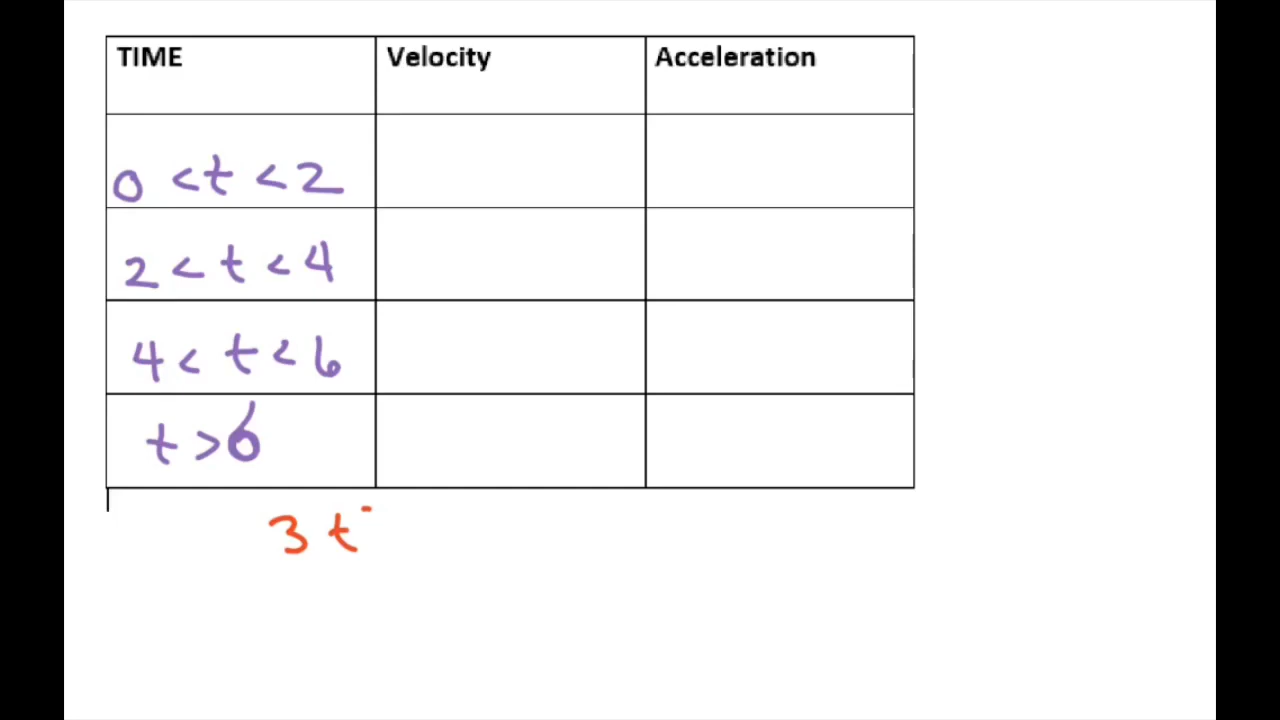 TIME Velocity Acceleration
0 < t < 2
2 < t < 4
4 < t < 6
t > 6
3 t